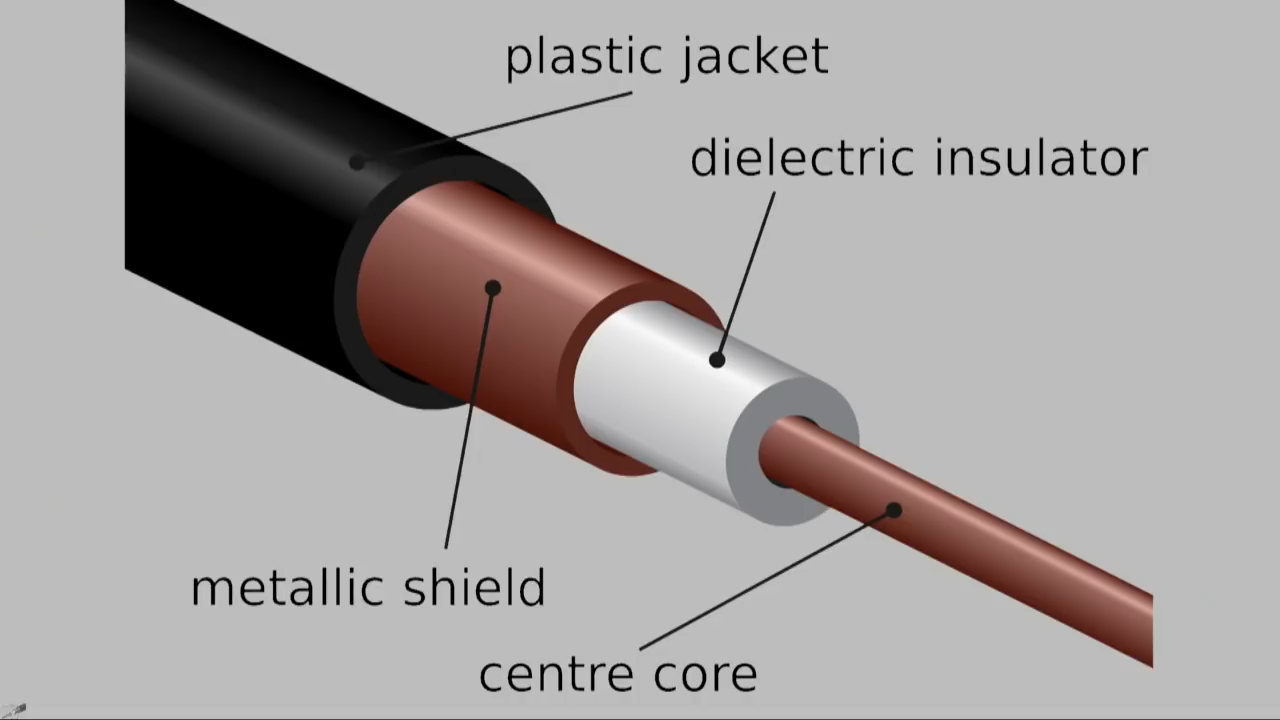 plastic jacket
dielectric insulator
metallic shield
centre core